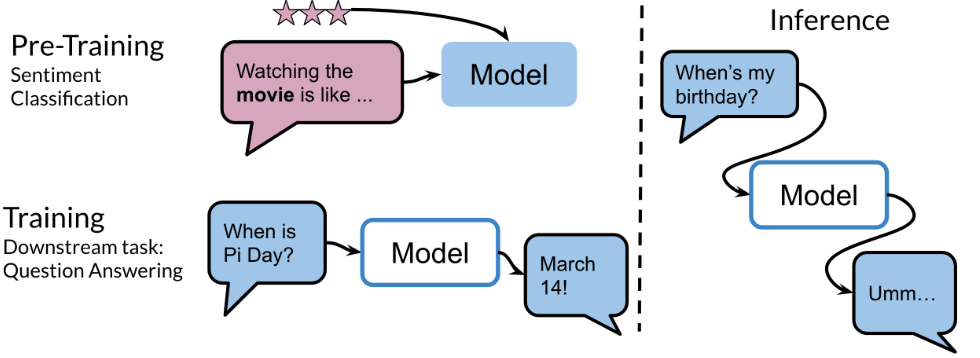 Pre-Training
Sentiment
Classification
Watching the
movie is like ...
Model
Training
Downstream task:
Question Answering
When is
Pi Day?
Model
March
14!
Inference
When's my
birthday?
Model
Umm...